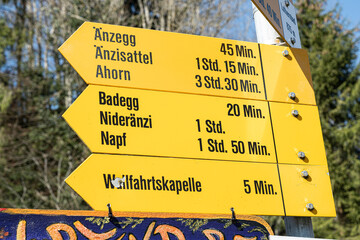 Änzegg 45 Min.
Änzisattel 1 Std. 15 Min.
Ahorn 3 Std. 30 Min.
Badegg 20 Min.
Nideränzi 1 Std.
Napf 1 Std. 50 Min.
Wallfahrtskapelle 5 Min.